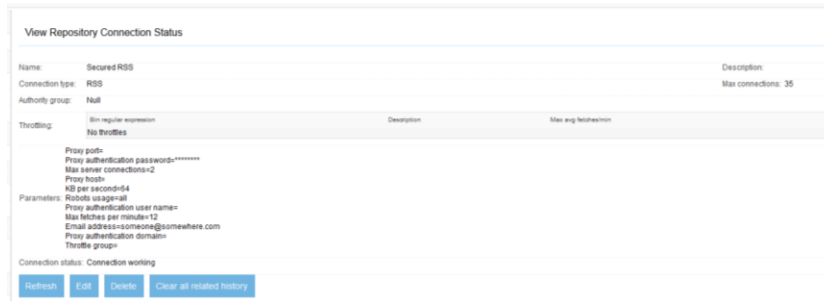 View Repository Connection Status
Name: Secured RSS Description:
Connection type: RSS Max connections: 35
Authority group: Null
Throttling: Bin regular expression Description Max avg fetches/min
No throttles
Proxy port=
Proxy authentication password=********
Max server connections=2
Proxy host=
KB per second=64
Parameters: Robots usage=all
Proxy authentication user name=
Max fetches per minute=12
Email address=someone@somewhere.com
Proxy authentication domain=
Throttle group=
Connection status: Connection working
Refresh Edit Delete Clear all related history